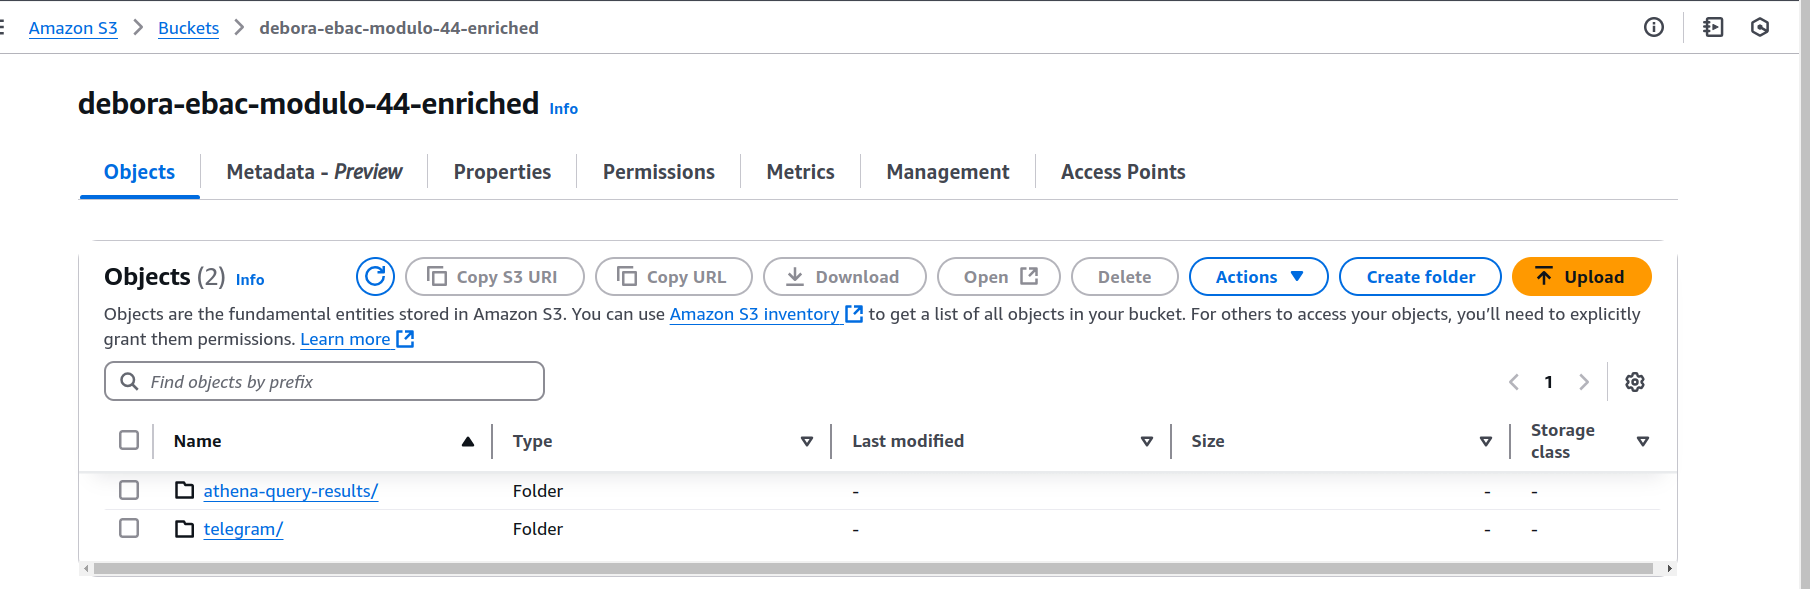 Amazon S3 > Buckets > debora-ebac-modulo-44-enriched
debora-ebac-modulo-44-enriched Info
Objects Metadata - Preview Properties Permissions Metrics Management Access Points
Objects (2) Info Copy S3 URI Copy URL Download Open Delete Actions Create folder Upload
Objects are the fundamental entities stored in Amazon S3. You can use Amazon S3 inventory to get a list of all objects in your bucket. For others to access your objects, you’ll need to explicitly
grant them permissions. Learn more
Find objects by prefix 1
Name Type Last modified Size Storage
class
athena-query-results/ Folder - - -
telegram/ Folder - - -